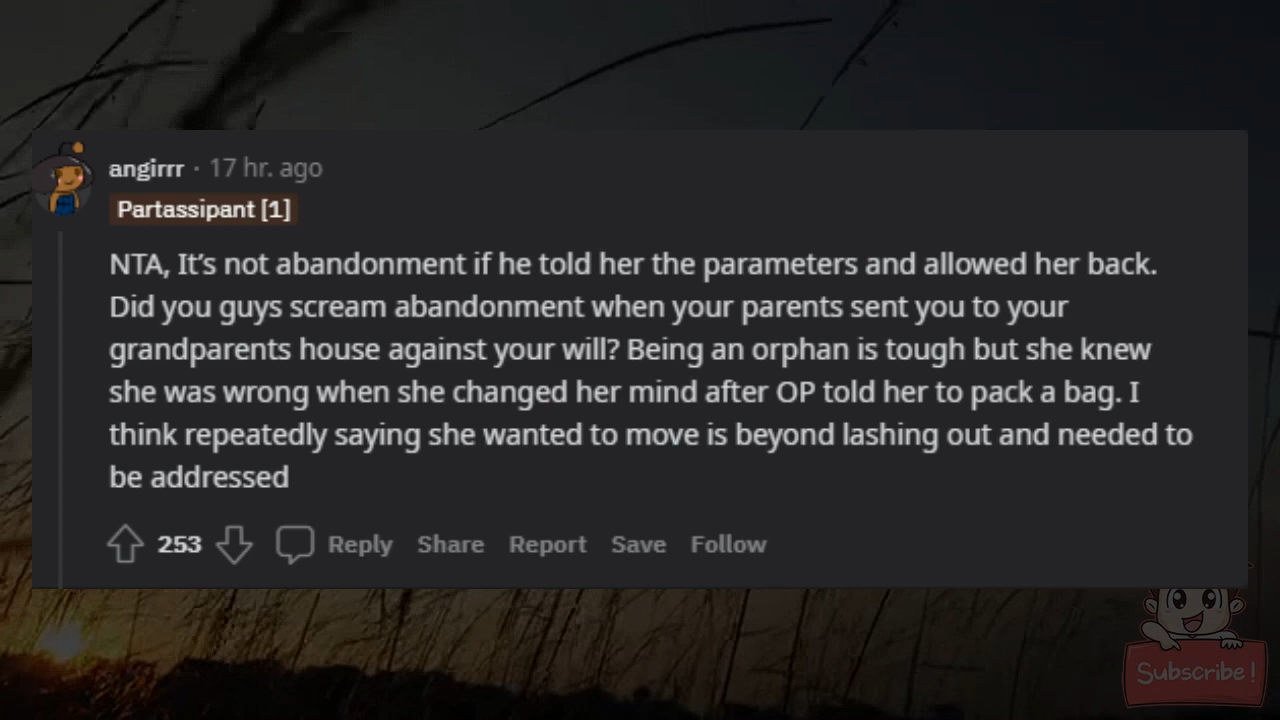 angirrr · 17 hr. ago
Partassipant [1]
NTA, It’s not abandonment if he told her the parameters and allowed her back.
Did you guys scream abandonment when your parents sent you to your
grandparents house against your will? Being an orphan is tough but she knew
she was wrong when she changed her mind after OP told her to pack a bag. I
think repeatedly saying she wanted to move is beyond lashing out and needed to
be addressed
253 Reply Share Report Save Follow
Subscribe!